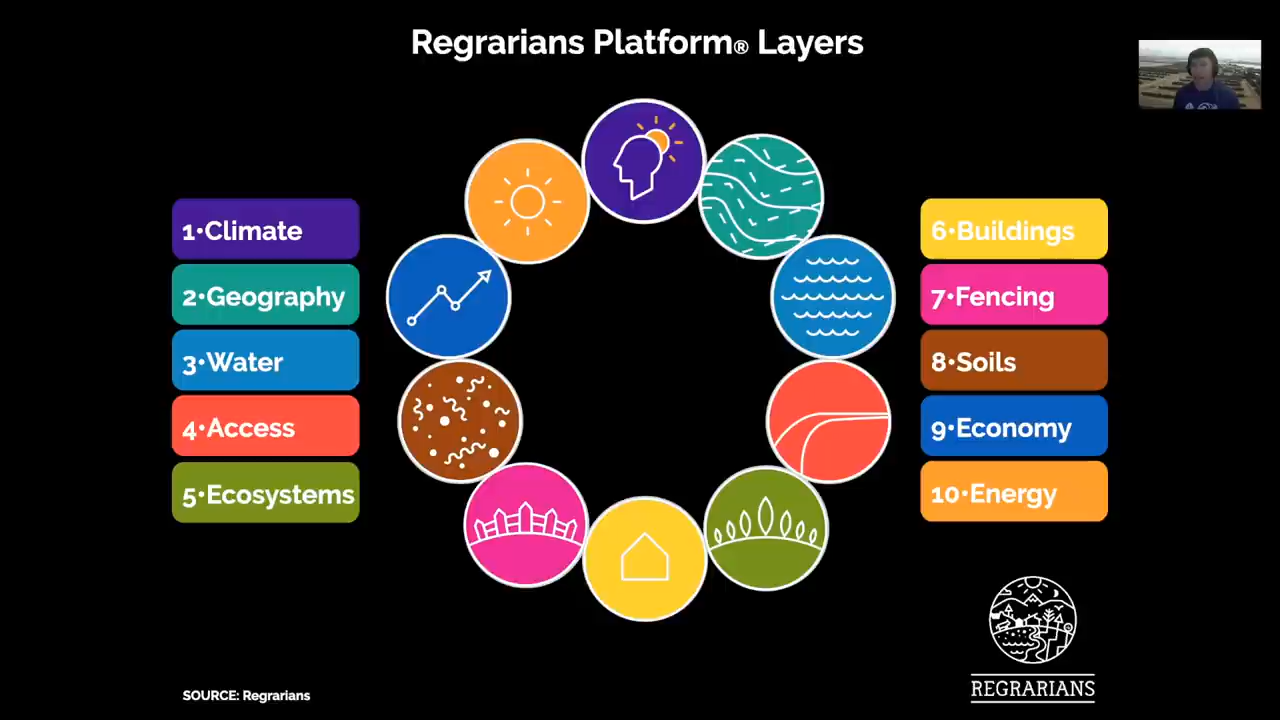 Regrarians Platform® Layers
1•Climate
2•Geography
3•Water
4•Access
5•Ecosystems
6•Buildings
7•Fencing
8•Soils
9•Economy
10•Energy
SOURCE: Regrarians
REGRARIANS